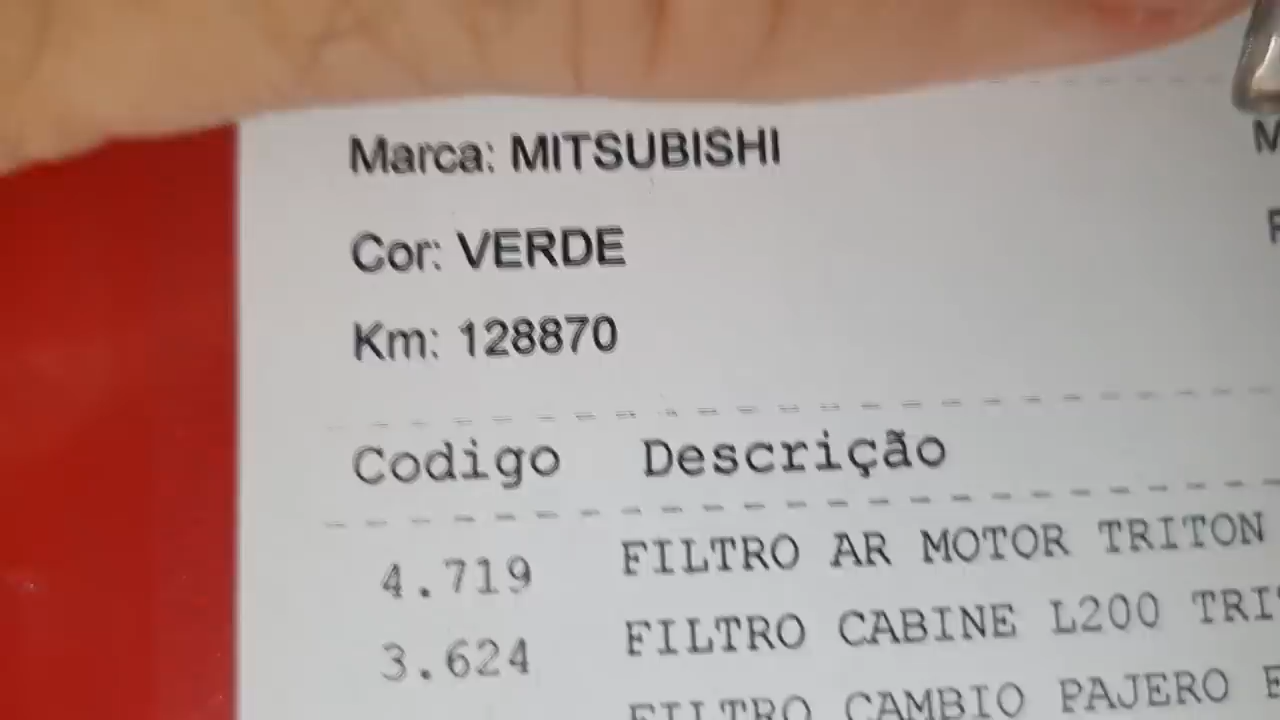 Marca: MITSUBISHI
Cor: VERDE
Km: 128870
Codigo Descrição
4.719 FILTRO AR MOTOR TRITON
3.624 FILTRO CABINE L200
FILTRO CAMBIO PAJERO